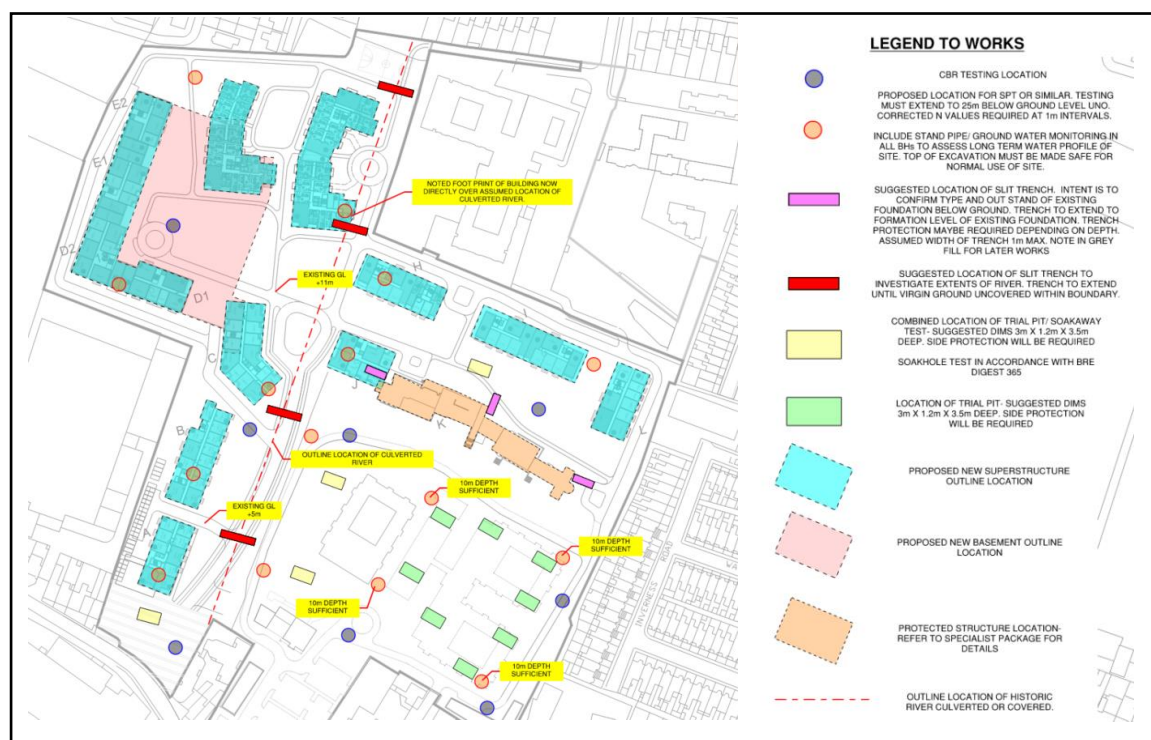 LEGEND TO WORKS
CBR TESTING LOCATION
PROPOSED LOCATION FOR SPT OR SIMILAR. TESTING
MUST EXTEND TO 25m BELOW GROUND LEVEL UNO.
CORRECTED N VALUES REQUIRED AT 1m INTERVALS.
INCLUDE STAND PIPE/ GROUND WATER MONITORING IN
ALL BHs TO ASSESS LONG TERM WATER PROFILE OF
SITE. TOP OF EXCAVATION MUST BE MADE SAFE FOR
NORMAL USE OF SITE.
SUGGESTED LOCATION OF SLIT TRENCH. INTENT IS TO
CONFIRM TYPE AND OUT STAND OF EXISTING
FOUNDATION BELOW GROUND. TRENCH TO EXTEND TO
FORMATION LEVEL OF EXISTING FOUNDATION. TRENCH
PROTECTION MAYBE REQUIRED DEPENDING ON DEPTH.
ASSUMED WIDTH OF TRENCH 1m MAX. NOTE IN GREY
FILL FOR LATER WORKS
SUGGESTED LOCATION OF SLIT TRENCH TO
INVESTIGATE EXTENTS OF RIVER. TRENCH TO EXTEND
UNTIL VIRGIN GROUND UNCOVERED WITHIN BOUNDARY.
COMBINED LOCATION OF TRIAL PIT/ SOAKAWAY
TEST- SUGGESTED DIMS 3m X 1.2m X 3.5m
DEEP. SIDE PROTECTION WILL BE REQUIRED
SOAKHOLE TEST IN ACCORDANCE WITH BRE
DIGEST 365
LOCATION OF TRIAL PIT- SUGGESTED DIMS
3m X 1.2m X 3.5m DEEP. SIDE PROTECTION
WILL BE REQUIRED
PROPOSED NEW SUPERSTRUCTURE
OUTLINE LOCATION
PROPOSED NEW BASEMENT OUTLINE
LOCATION
PROTECTED STRUCTURE LOCATION-
REFER TO SPECIALIST PACKAGE FOR
DETAILS
OUTLINE LOCATION OF HISTORIC
RIVER CULVERTED OR COVERED.
E2
E1
D2
D1
NOTED FOOT PRINT OF BUILDING NOW
DIRECTLY OVER ASSUMED LOCATION OF
CULVERTED RIVER.
EXISTING GL
+11m
H
I
C
J
K
L
B
OUTLINE LOCATION OF CULVERTED
RIVER
EXISTING GL
+5m
A
10m DEPTH
SUFFICIENT
10m DEPTH
SUFFICIENT
10m DEPTH
SUFFICIENT
10m DEPTH
SUFFICIENT
INVERNESS
ROAD